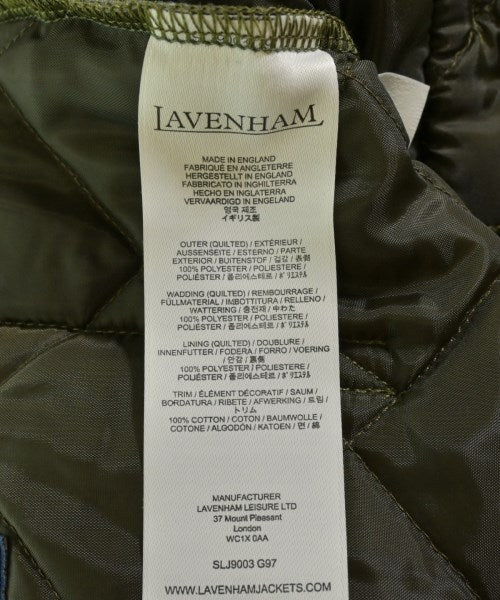 LAVENHAM
MADE IN ENGLAND
FABRIQUÉ EN ANGLETERRE
HERGESTELLT IN ENGLAND
FABBRICATO IN INGHILTERRA
HECHO EN INGLATERRA
VERVAARDIGD IN ENGELAND
영국 제조
イギリス製
OUTER (QUILTED) / EXTÉRIEUR /
AUSSENSEITE / ESTERNO / PARTE
EXTERIOR / BUITENSTOF / 겉감 / 表側
100% POLYESTER / POLIESTERE /
POLIÉSTER / 폴리에스테르 / ポリエステル
WADDING (QUILTED) / REMBOURRAGE /
FÜLLMATERIAL / IMBOTTITURA / RELLENO /
WATTERING / 충전재 / 中わた
100% POLYESTER / POLIESTERE /
POLIÉSTER / 폴리에스테르 / ポリエステル
LINING (QUILTED) / DOUBLURE /
INNENFUTTER / FODERA / FORRO / VOERING
/ 안감 / 裏側
100% POLYESTER / POLIESTERE /
POLIÉSTER / 폴리에스테르 / ポリエステル
TRIM / ÉLÉMENT DÉCORATIF / SAUM /
BORDATURA / RIBETE / AFWERKING / 트림 /
トリム
100% COTTON / COTON / BAUMWOLLE /
COTONE / ALGODÓN / KATOEN / 면 / 綿
MANUFACTURER
LAVENHAM LEISURE LTD
37 Mount Pleasant
London
WC1X 0AA
SLJ9003 G97
WWW.LAVENHAMJACKETS.COM